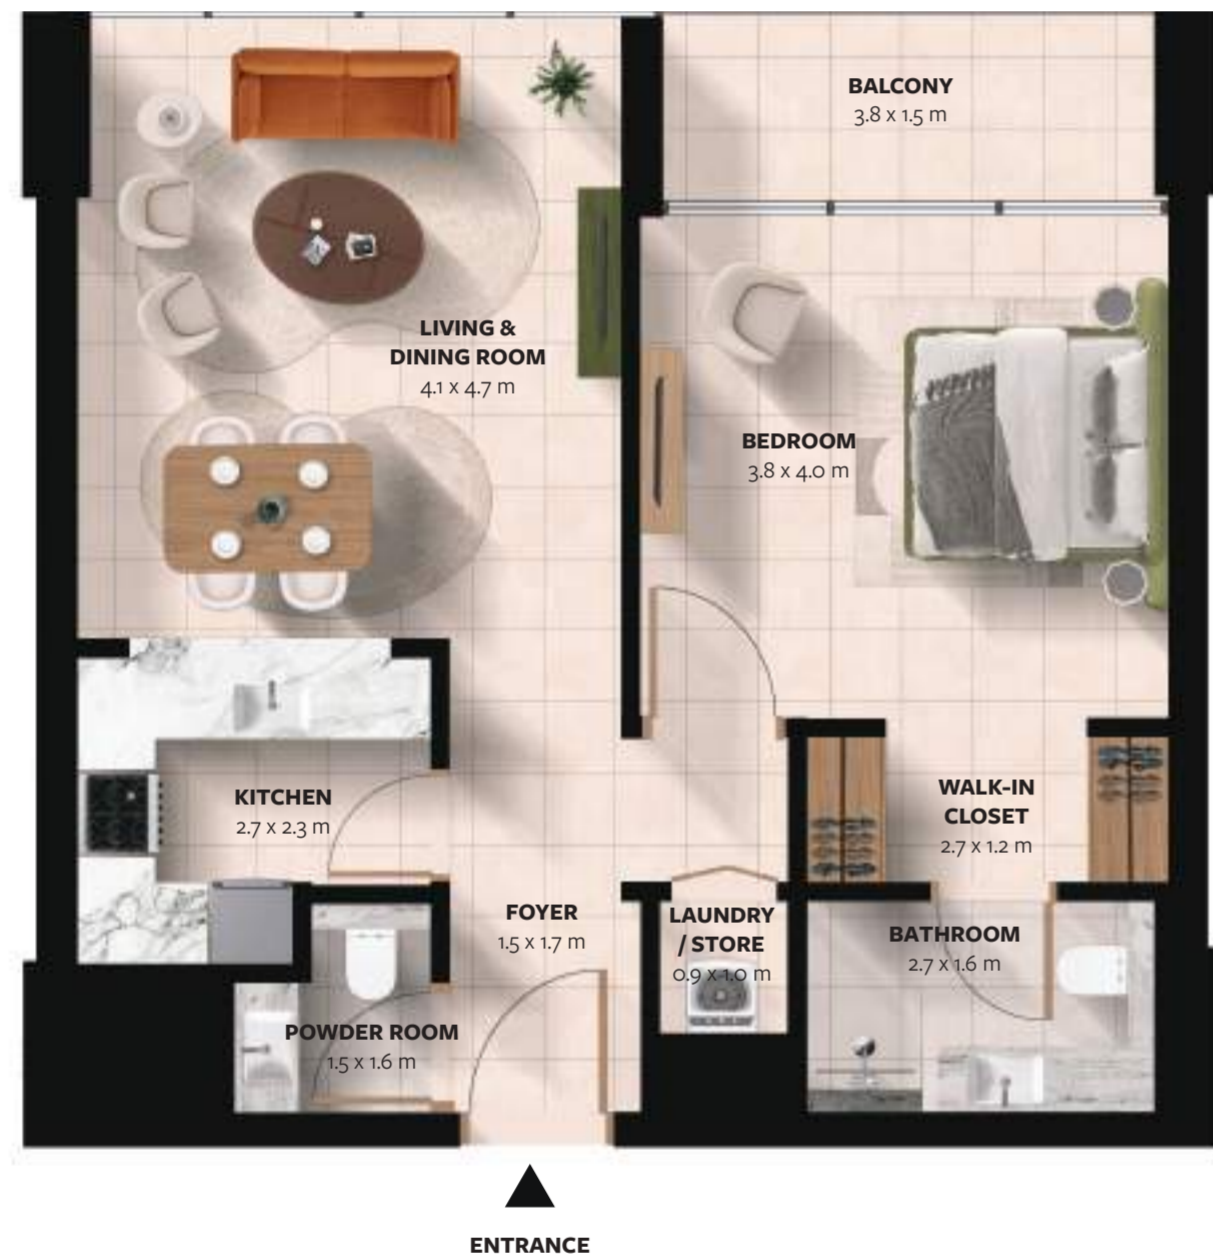 BALCONY
3.8 x 1.5 m
LIVING &
DINING ROOM
4.1 x 4.7 m
BEDROOM
3.8 x 4.0 m
KITCHEN
2.7 x 2.3 m
WALK-IN
CLOSET
2.7 x 1.2 m
FOYER
1.5 x 1.7 m
LAUNDRY
/ STORE
0.9 x 1.0 m
BATHROOM
2.7 x 1.6 m
POWDER ROOM
1.5 x 1.6 m
ENTRANCE